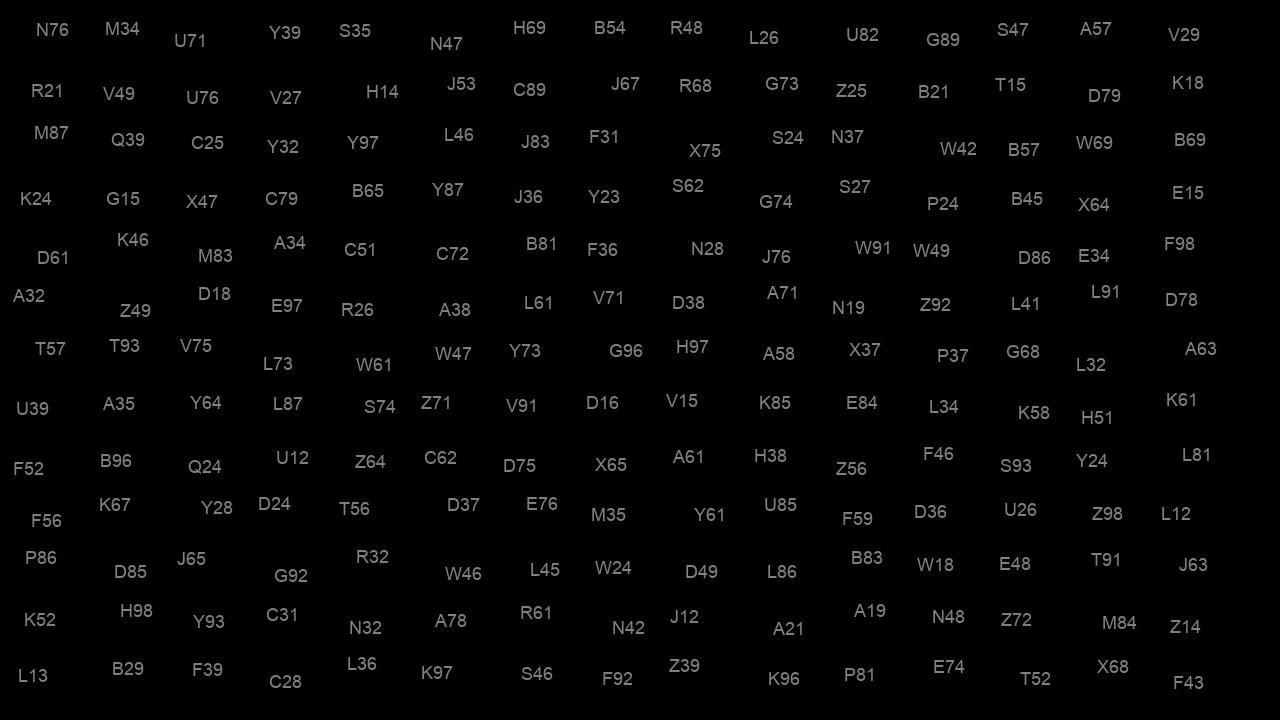 N76 M34 U71 Y39 S35 N47 H69 B54 R48 L26 U82 G89 S47 A57 V29
R21 V49 U76 V27 H14 J53 C89 J67 R68 G73 Z25 B21 T15 D79 K18
M87 Q39 C25 Y32 Y97 L46 J83 F31 X75 S24 N37 W42 B57 W69 B69
K24 G15 X47 C79 B65 Y87 J36 Y23 S62 G74 S27 P24 B45 X64 E15
D61 K46 M83 A34 C51 C72 B81 F36 N28 J76 W91 W49 D86 E34 F98
A32 Z49 D18 E97 R26 A38 L61 V71 D38 A71 N19 Z92 L41 L91 D78
T57 T93 V75 L73 W61 W47 Y73 G96 H97 A58 X37 P37 G68 L32 A63
U39 A35 Y64 L87 S74 Z71 V91 D16 V15 K85 E84 L34 K58 H51 K61
F52 B96 Q24 U12 Z64 C62 D75 X65 A61 H38 Z56 F46 S93 Y24 L81
F56 K67 Y28 D24 T56 D37 E76 M35 Y61 U85 F59 D36 U26 Z98 L12
P86 D85 J65 G92 R32 W46 L45 W24 D49 L86 B83 W18 E48 T91 J63
K52 H98 Y93 C31 N32 A78 R61 N42 J12 A21 A19 N48 Z72 M84 Z14
L13 B29 F39 C28 L36 K97 S46 F92 Z39 K96 P81 E74 T52 X68 F43